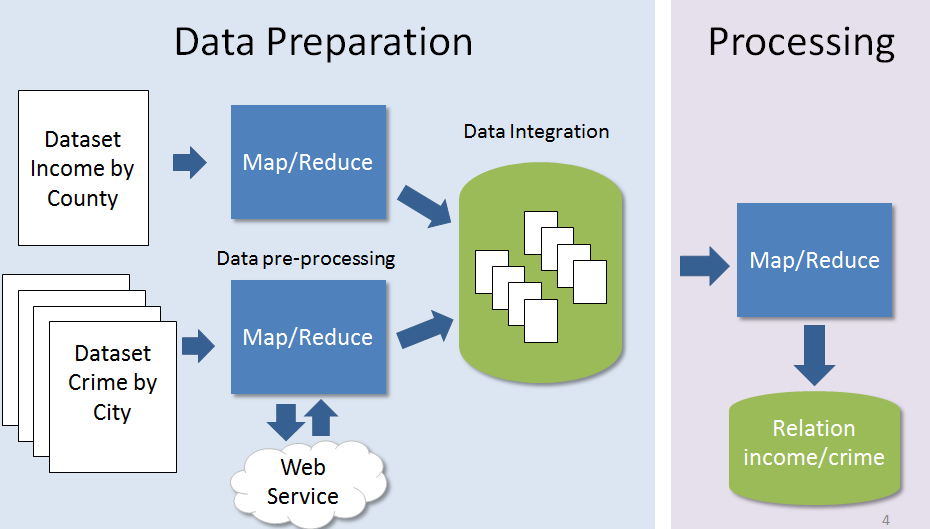 Data Preparation
Processing
Dataset
Income by
County
Map/Reduce
Data Integration
Data pre-processing
Map/Reduce
Dataset
Crime by
City
Web
Service
Map/Reduce
Relation
income/crime
4